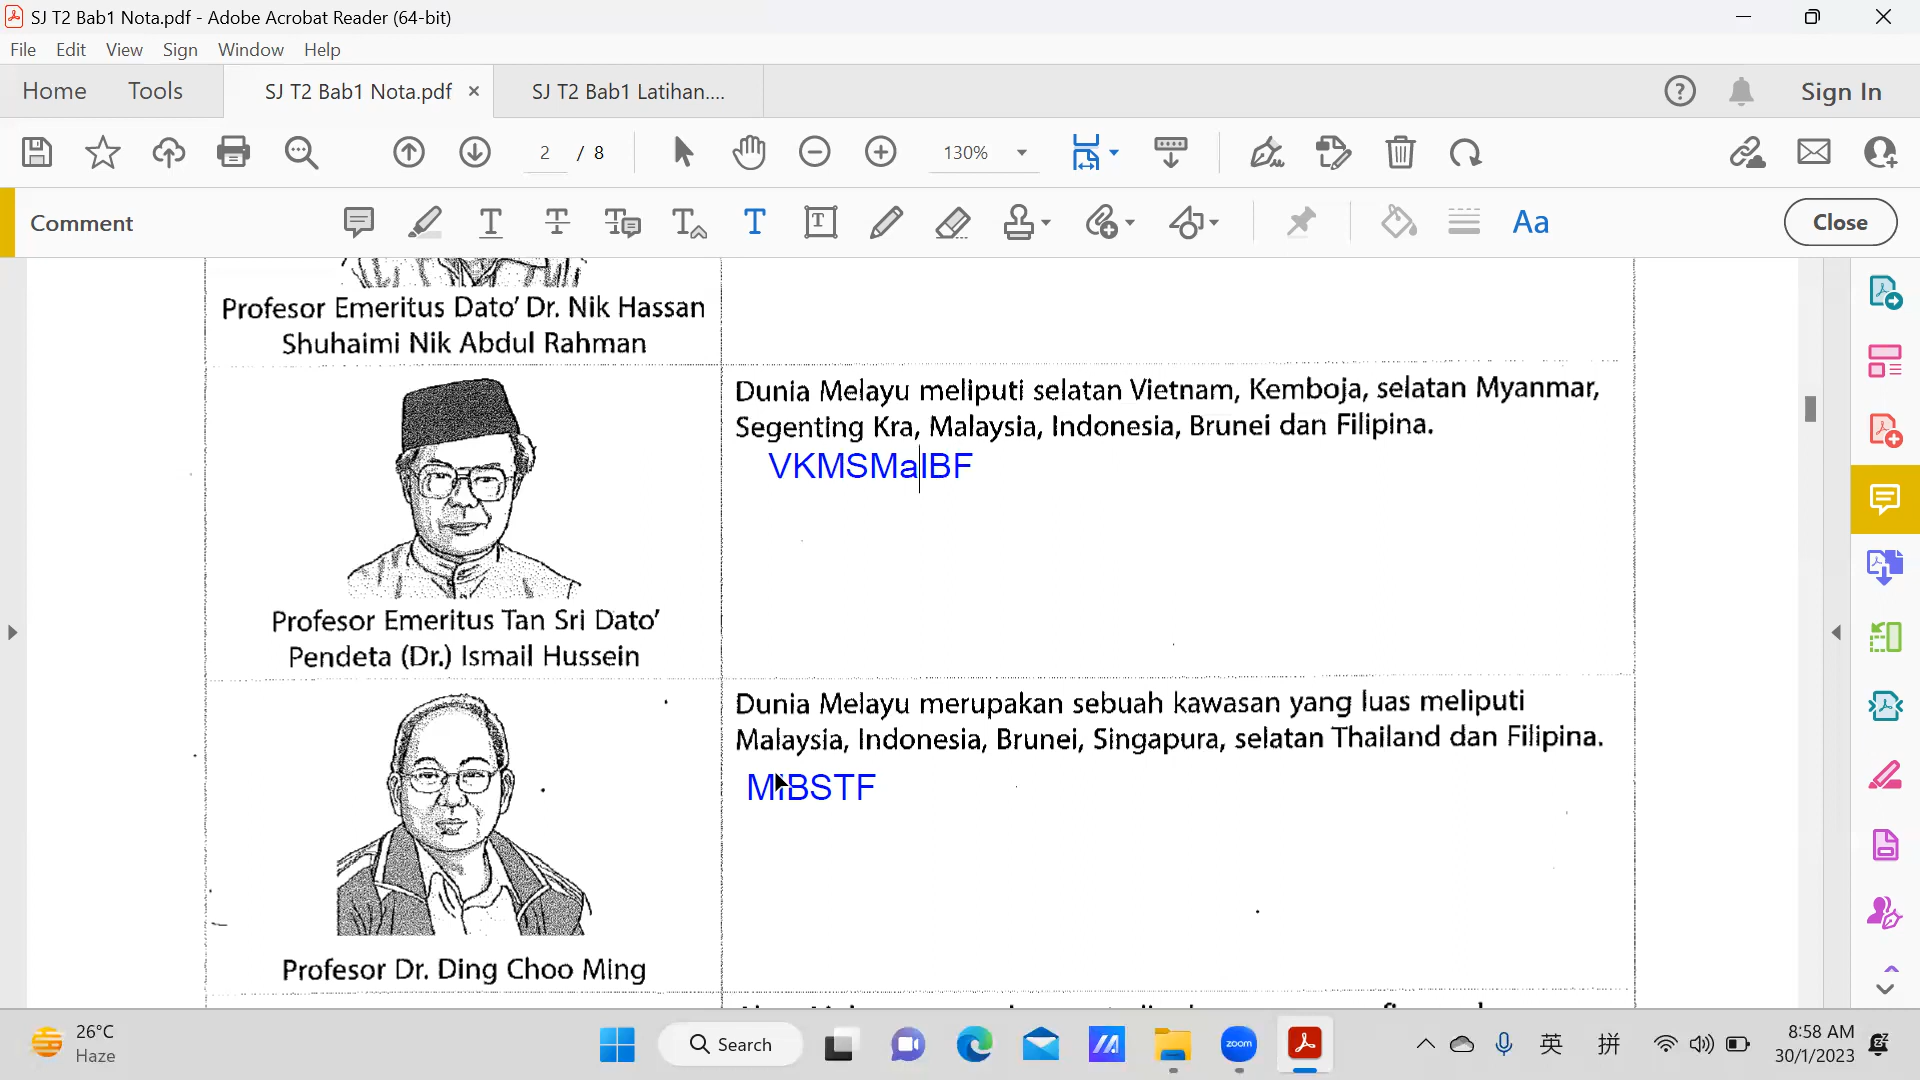 SJ T2 Bab1 Nota.pdf - Adobe Acrobat Reader (64-bit)
File Edit View Sign Window Help
Home Tools SJ T2 Bab1 Nota.pdf × SJ T2 Bab1 Latihan.... Sign In
2 / 8 130%
Comment Aa Close
Profesor Emeritus Dato’ Dr. Nik Hassan
Shuhaimi Nik Abdul Rahman
Dunia Melayu meliputi selatan Vietnam, Kemboja, selatan Myanmar,
Segenting Kra, Malaysia, Indonesia, Brunei dan Filipina.
VKMSMaIBF
Profesor Emeritus Tan Sri Dato’
Pendeta (Dr.) Ismail Hussein
Dunia Melayu merupakan sebuah kawasan yang luas meliputi
Malaysia, Indonesia, Brunei, Singapura, selatan Thailand dan Filipina.
MIBSTF
Profesor Dr. Ding Choo Ming
26°C
Haze
Search
zoom
英 拼
8:58 AM
30/1/2023